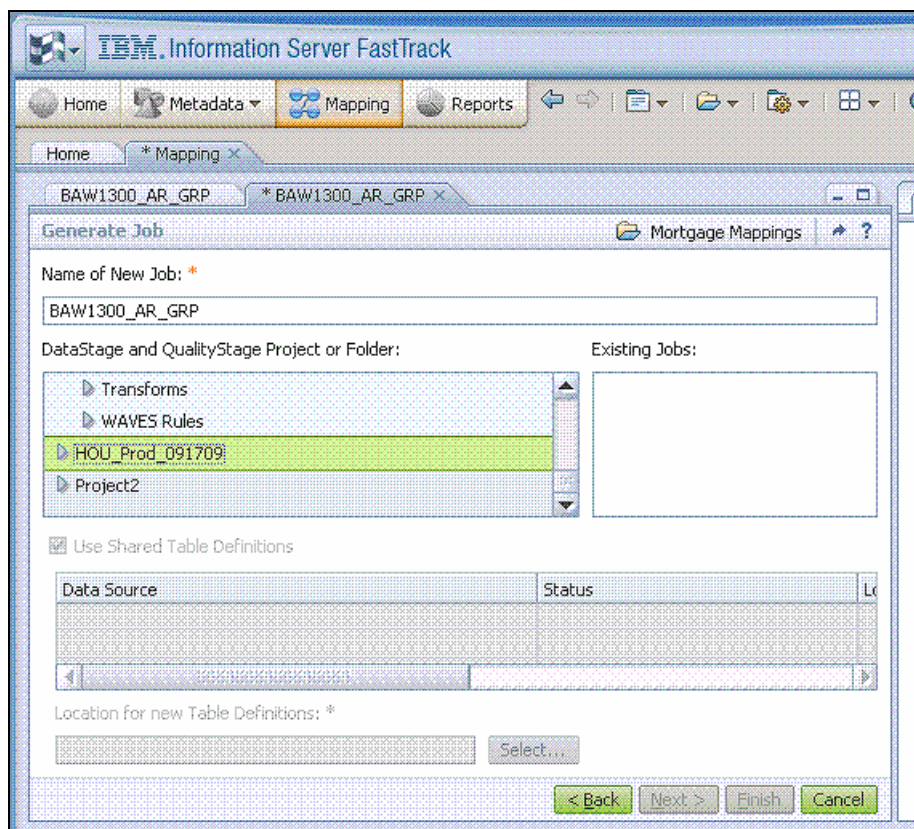 IBM. Information Server FastTrack
Home Metadata Mapping Reports
Home * Mapping
BAW1300_AR_GRP * BAW1300_AR_GRP
Generate Job Mortgage Mappings ?
Name of New Job: *
BAW1300_AR_GRP
DataStage and QualityStage Project or Folder: Existing Jobs:
Transforms
WAVES Rules
HOU_Prod_091709
Project2
Use Shared Table Definitions
Data Source Status
Location for new Table Definitions: *
Select...
< Back Next > Finish Cancel